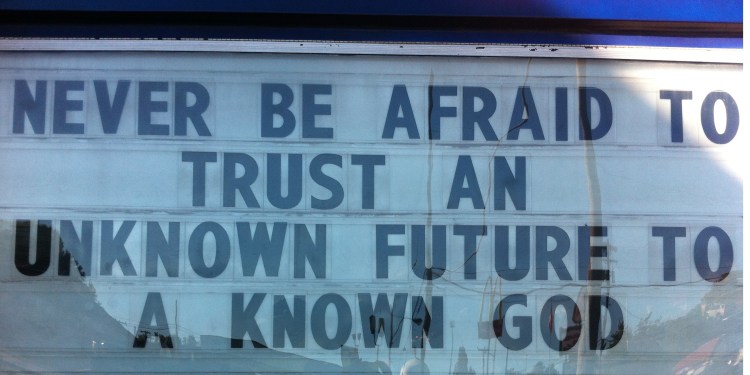 NEVER BE AFRAID TO
TRUST AN
UNKNOWN FUTURE TO
A KNOWN GOD